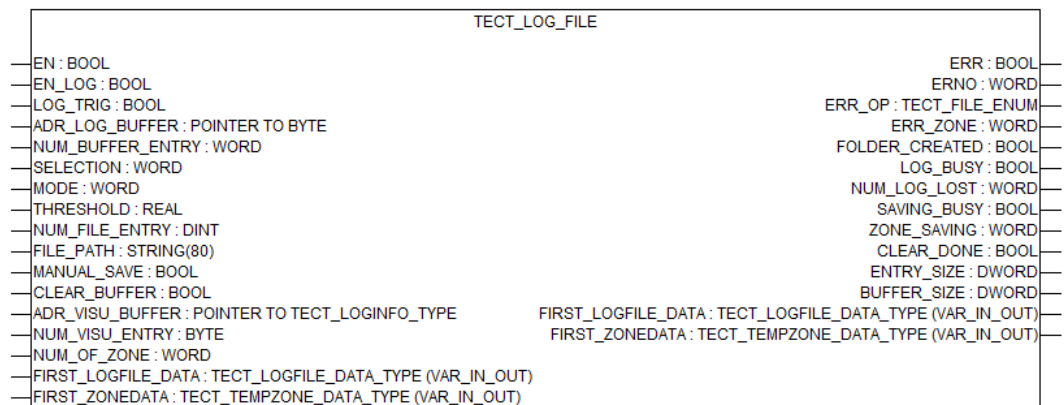 TECT_LOG_FILE
EN : BOOL ERR : BOOL
EN_LOG : BOOL ERNO : WORD
LOG_TRIG : BOOL ERR_OP : TECT_FILE_ENUM
ADR_LOG_BUFFER : POINTER TO BYTE ERR_ZONE : WORD
NUM_BUFFER_ENTRY : WORD FOLDER_CREATED : BOOL
SELECTION : WORD LOG_BUSY : BOOL
MODE : WORD NUM_LOG_LOST : WORD
THRESHOLD : REAL SAVING_BUSY : BOOL
NUM_FILE_ENTRY : DINT ZONE_SAVING : WORD
FILE_PATH : STRING(80) CLEAR_DONE : BOOL
MANUAL_SAVE : BOOL ENTRY_SIZE : DWORD
CLEAR_BUFFER : BOOL BUFFER_SIZE : DWORD
ADR_VISU_BUFFER : POINTER TO TECT_LOGINFO_TYPE FIRST_LOGFILE_DATA : TECT_LOGFILE_DATA_TYPE (VAR_IN_OUT)
NUM_VISU_ENTRY : BYTE FIRST_ZONEDATA : TECT_TEMPZONE_DATA_TYPE (VAR_IN_OUT)
NUM_OF_ZONE : WORD
FIRST_LOGFILE_DATA : TECT_LOGFILE_DATA_TYPE (VAR_IN_OUT)
FIRST_ZONEDATA : TECT_TEMPZONE_DATA_TYPE (VAR_IN_OUT)